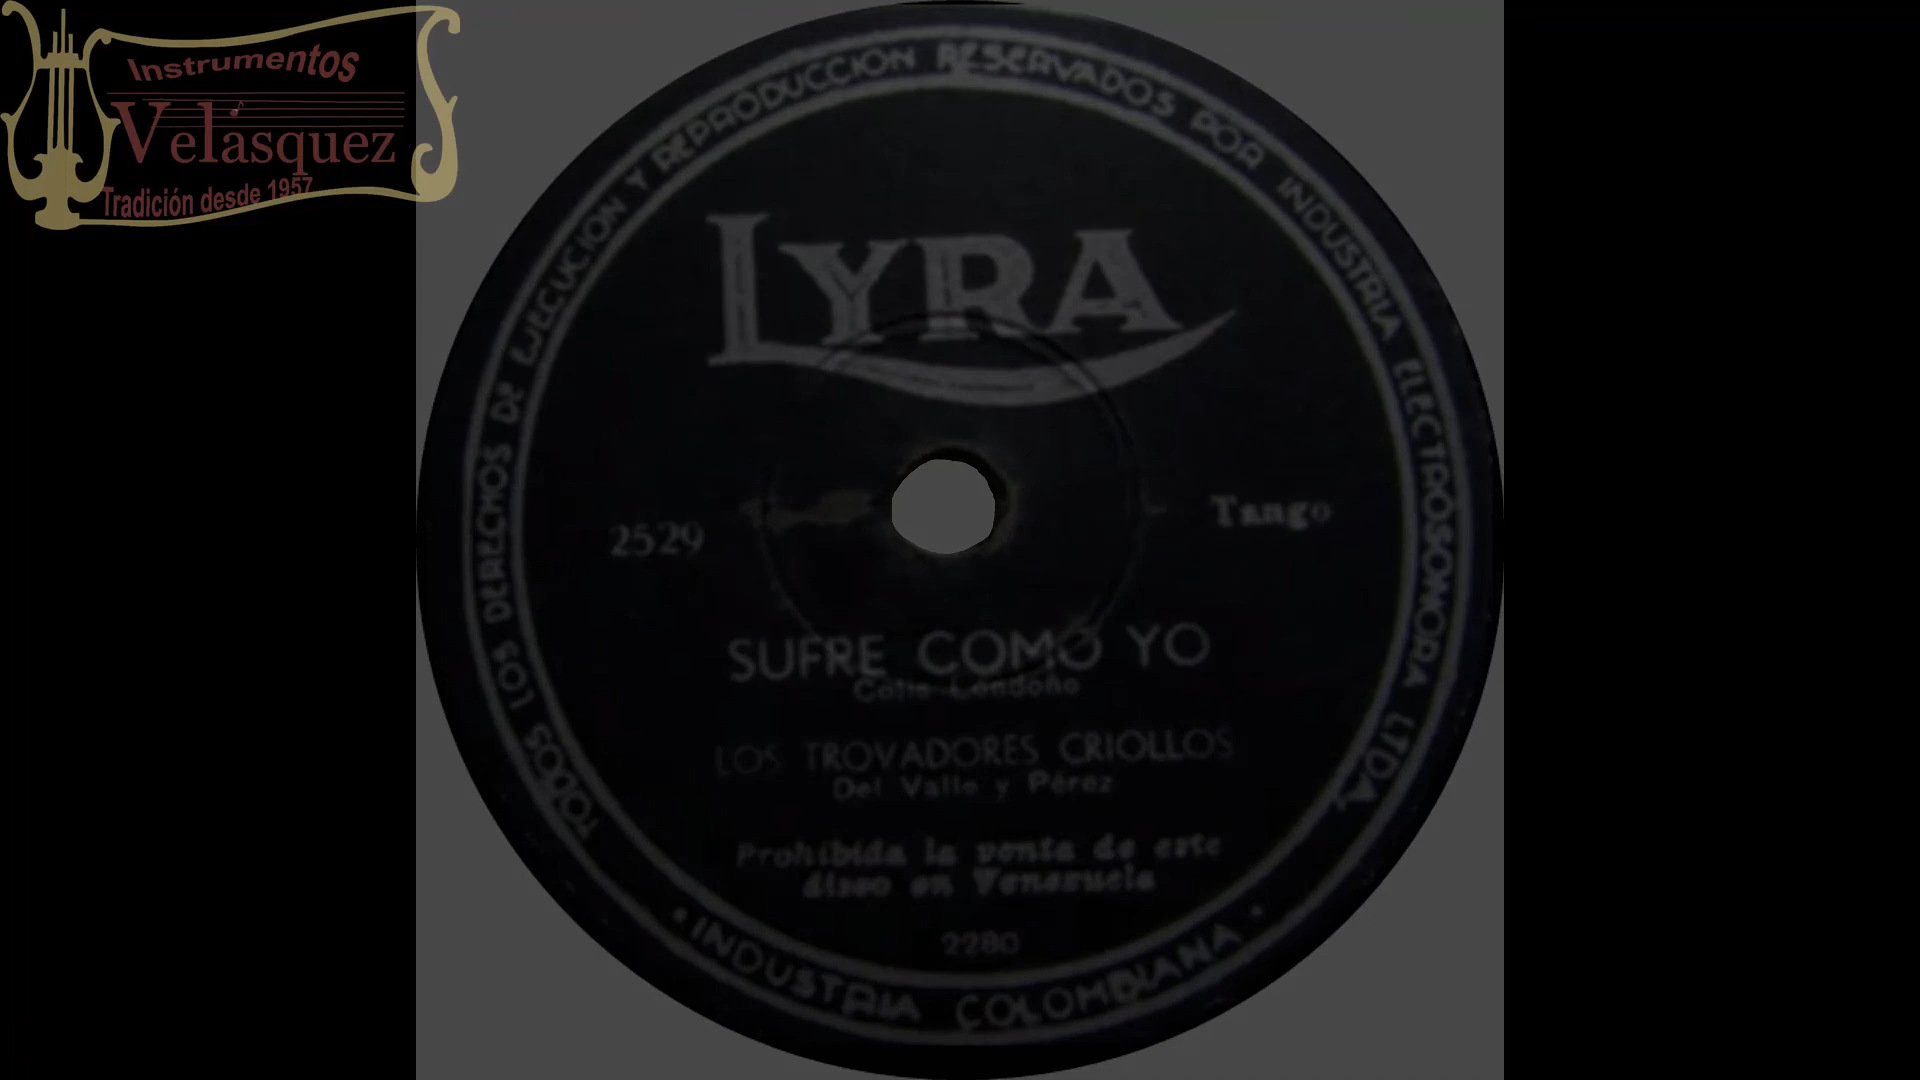 Instrumentos
Velásquez
Tradición desde 1957
TODOS LOS DERECHOS DE EJECUCION Y REPRODUCCION RESERVADOS POR INDUSTRIA ELECTROSONORA LTDA.
LYRA
2529
Tango
SUFRE COMO YO
Londoño
LOS TROVADORES CRIOLLOS
Del Valle y Pérez
Prohibida la venta de este
disco en Venezuela
2280
· INDUSTRIA COLOMBIANA ·